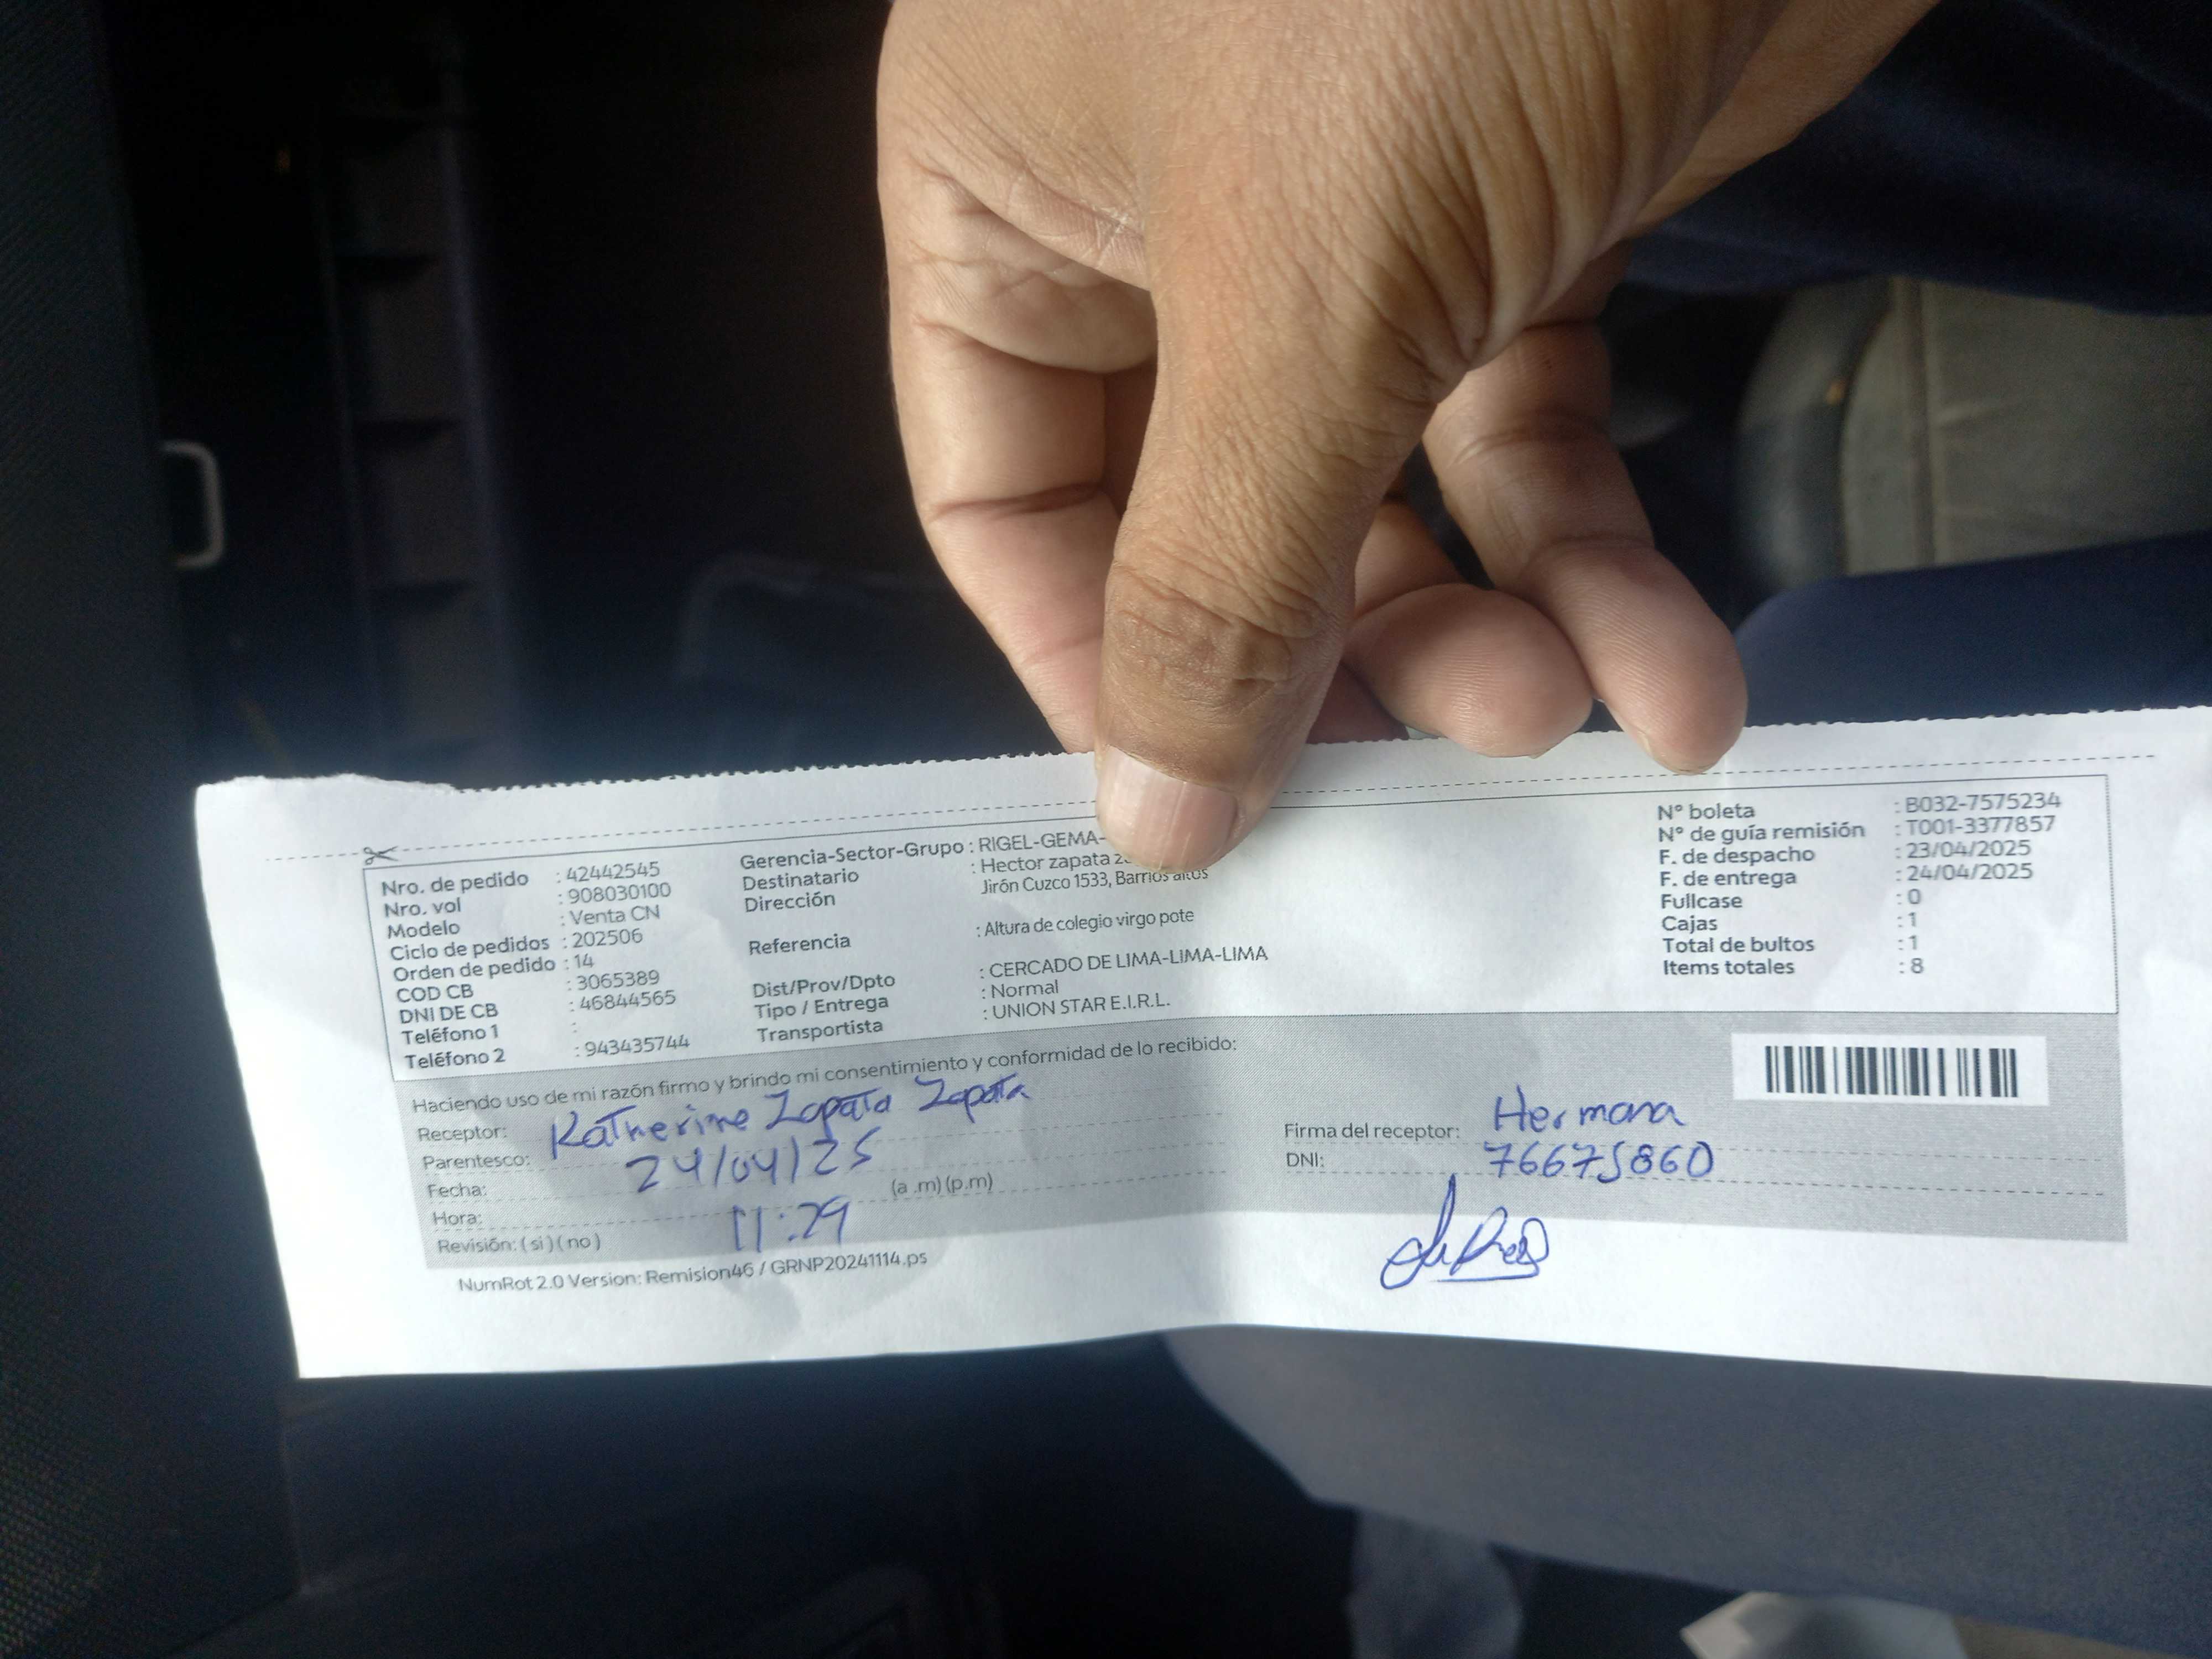 Nro. de pedido : 42442545
Nro. vol : 908030100
Modelo : Venta CN
Ciclo de pedidos : 202506
Orden de pedido : 14
COD CB : 3065389
DNI DE CB : 46844565
Teléfono 1 :
Teléfono 2 : 943435744
Gerencia-Sector-Grupo : RIGEL-GEMA-
Destinatario : Hector zapata
Dirección Jirón Cuzco 1533, Barrios altos
Referencia : Altura de colegio virgo pote
Dist/Prov/Dpto : CERCADO DE LIMA-LIMA-LIMA
Tipo / Entrega : Normal
Transportista : UNION STAR E.I.R.L.
N° boleta : B032-7575234
N° de guía remisión : T001-3377857
F. de despacho : 23/04/2025
F. de entrega : 24/04/2025
Fullcase : 0
Cajas : 1
Total de bultos : 1
Items totales : 8
Haciendo uso de mi razón firmo y brindo mi consentimiento y conformidad de lo recibido:
Receptor: Katherine Zapata Zapata
Parentesco:
Fecha: 24/04/25
Hora: (a .m) (p.m)
11:29
Revisión: ( si ) ( no )
Firma del receptor: Hermana
DNI: 76675860
NumRot 2.0 Version: Remision46 / GRNP20241114.ps